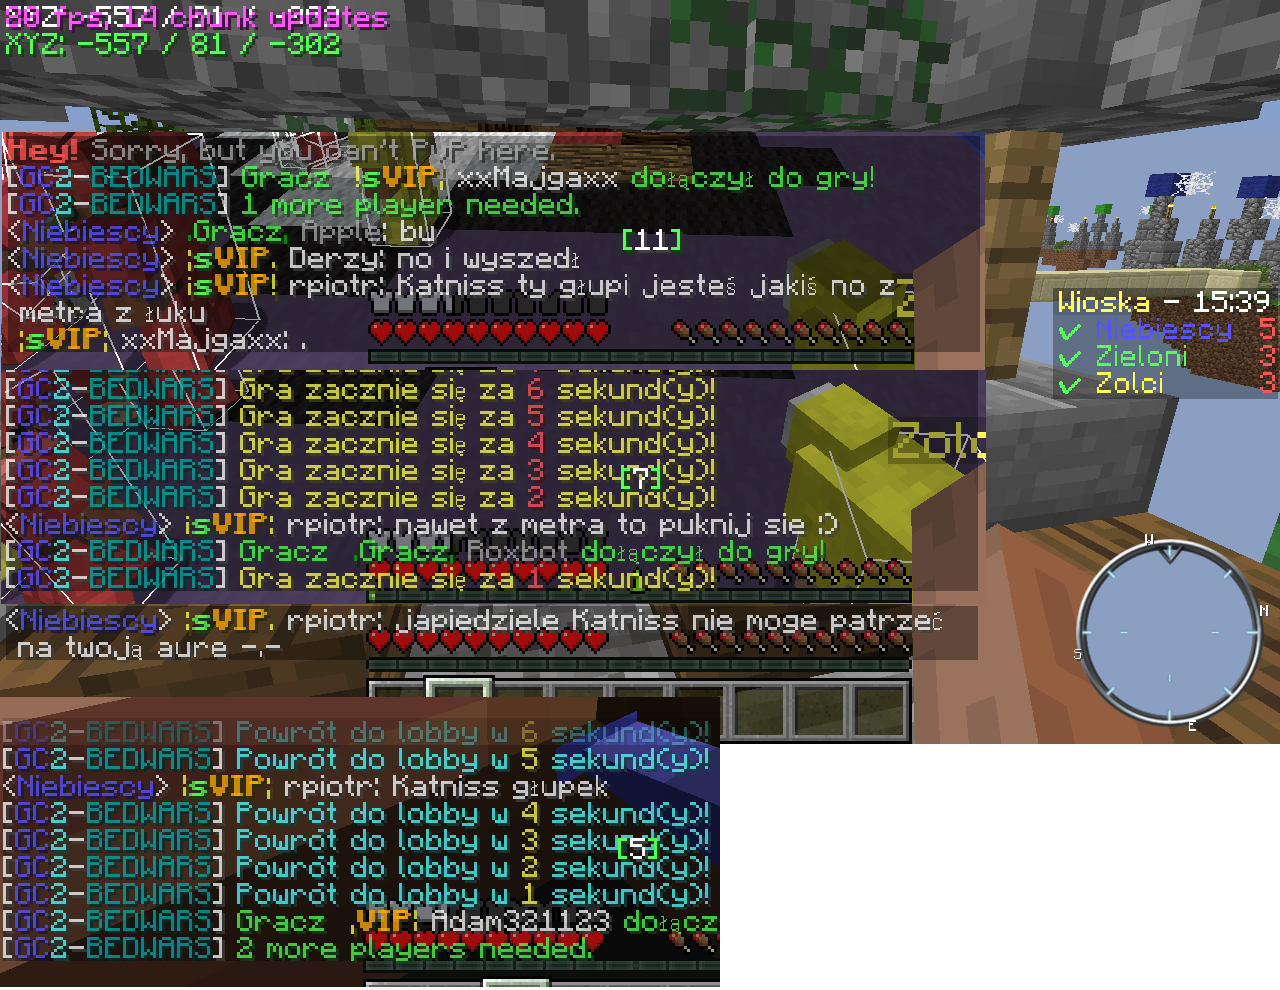 80 fps, 14 chunk updates
XYZ: -557 / 81 / -302
Hey! Sorry, but you can't PvP here.
[GC2-BEDWARS] Gracz !sVIP¦ xxMajgaxx dołączył do gry!
[GC2-BEDWARS] 1 more player needed.
<Niebiescy> Gracz Apple: bu
[11]
<Niebiescy> ¦sVIP. Derzy: no i wyszedł
<Niebiescy> ¡sVIP! rpiotr: Katniss ty głupi jesteś jakiś no z
metra z łuku
¦sVIP¦ xxMajgaxx: .
Wioska - 15:39
✓ Niebiescy 5
✓ Zieloni 3
✓ Zolci 3
[GC2-BEDWARS] Gra zacznie się za 6 sekund(y)!
[GC2-BEDWARS] Gra zacznie się za 5 sekund(y)!
[GC2-BEDWARS] Gra zacznie się za 4 sekund(y)!
[GC2-BEDWARS] Gra zacznie się za 3 sekund(y)!
[7]
[GC2-BEDWARS] Gra zacznie się za 2 sekund(y)!
<Niebiescy> ¡sVIP¦ rpiotr: nawet z metra to puknij sie :)
[GC2-BEDWARS] Gracz Gracz Roxbot dołączył do gry!
[GC2-BEDWARS] Gra zacznie się za 1 sekund(y)!
<Niebiescy> ¦sVIP. rpiotr: japiedziele Katniss nie moge patrzeć
na twoją aure -.-
W
N
S
E
[GC2-BEDWARS] Powrót do lobby w 6 sekund(y)!
[GC2-BEDWARS] Powrót do lobby w 5 sekund(y)!
<Niebiescy> ¦sVIP¦ rpiotr: Katniss głupek
[GC2-BEDWARS] Powrót do lobby w 4 sekund(y)!
[GC2-BEDWARS] Powrót do lobby w 3 sekund(y)!
[5]
[GC2-BEDWARS] Powrót do lobby w 2 sekund(y)!
[GC2-BEDWARS] Powrót do lobby w 1 sekund(y)!
[GC2-BEDWARS] Gracz .VIP¦ Adam321123 dołącz
[GC2-BEDWARS] 2 more players needed.